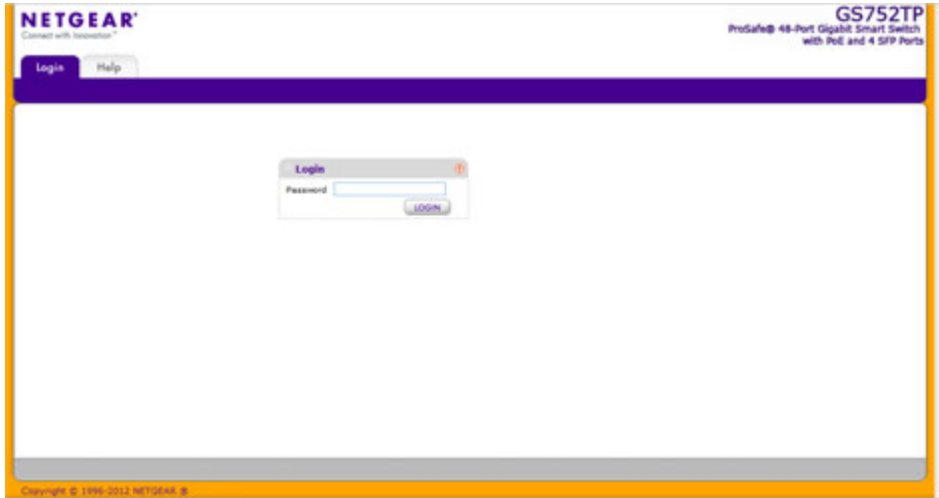 NETGEAR®
Connect with Innovation™
GS752TP
ProSafe® 48-Port Gigabit Smart Switch
with PoE and 4 SFP Ports
Login
Help
Login
Password
LOGIN
Copyright © 1996-2012 NETGEAR ®